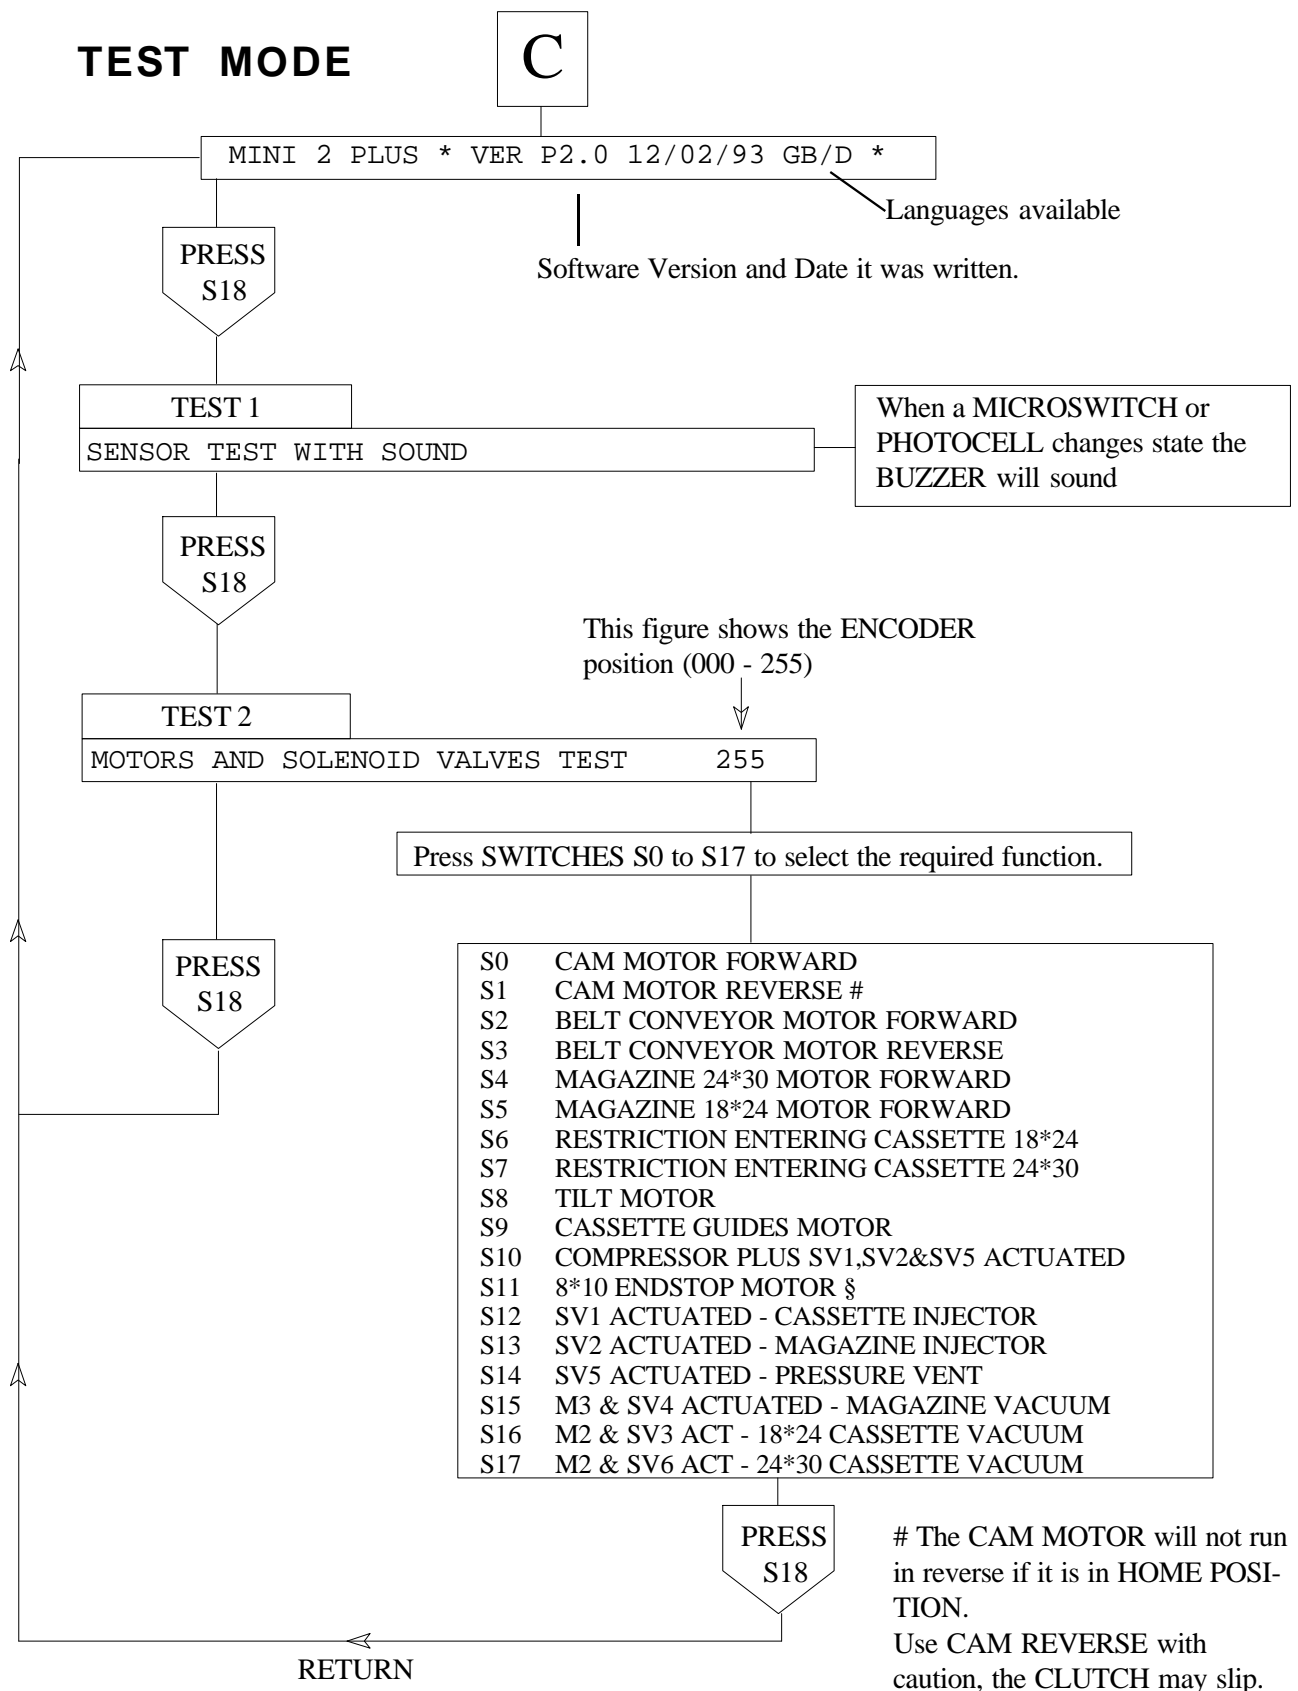 TEST MODE
C
MINI 2 PLUS * VER P2.0 12/02/93 GB/D *
Languages available
Software Version and Date it was written.
PRESS
S18
TEST 1
SENSOR TEST WITH SOUND
When a MICROSWITCH or
PHOTOCELL changes state the
BUZZER will sound
PRESS
S18
This figure shows the ENCODER
position (000 - 255)
TEST 2
MOTORS AND SOLENOID VALVES TEST 255
Press SWITCHES S0 to S17 to select the required function.
PRESS
S18
S0 CAM MOTOR FORWARD
S1 CAM MOTOR REVERSE #
S2 BELT CONVEYOR MOTOR FORWARD
S3 BELT CONVEYOR MOTOR REVERSE
S4 MAGAZINE 24*30 MOTOR FORWARD
S5 MAGAZINE 18*24 MOTOR FORWARD
S6 RESTRICTION ENTERING CASSETTE 18*24
S7 RESTRICTION ENTERING CASSETTE 24*30
S8 TILT MOTOR
S9 CASSETTE GUIDES MOTOR
S10 COMPRESSOR PLUS SV1,SV2&SV5 ACTUATED
S11 8*10 ENDSTOP MOTOR §
S12 SV1 ACTUATED - CASSETTE INJECTOR
S13 SV2 ACTUATED - MAGAZINE INJECTOR
S14 SV5 ACTUATED - PRESSURE VENT
S15 M3 & SV4 ACTUATED - MAGAZINE VACUUM
S16 M2 & SV3 ACT - 18*24 CASSETTE VACUUM
S17 M2 & SV6 ACT - 24*30 CASSETTE VACUUM
PRESS
S18
# The CAM MOTOR will not run
in reverse if it is in HOME POSI-
TION.
Use CAM REVERSE with
caution, the CLUTCH may slip.
RETURN